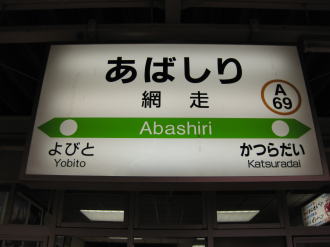 あばしり
網走
A
69
Abashiri
よびと
Yobito
かつらだい
Katsuradai